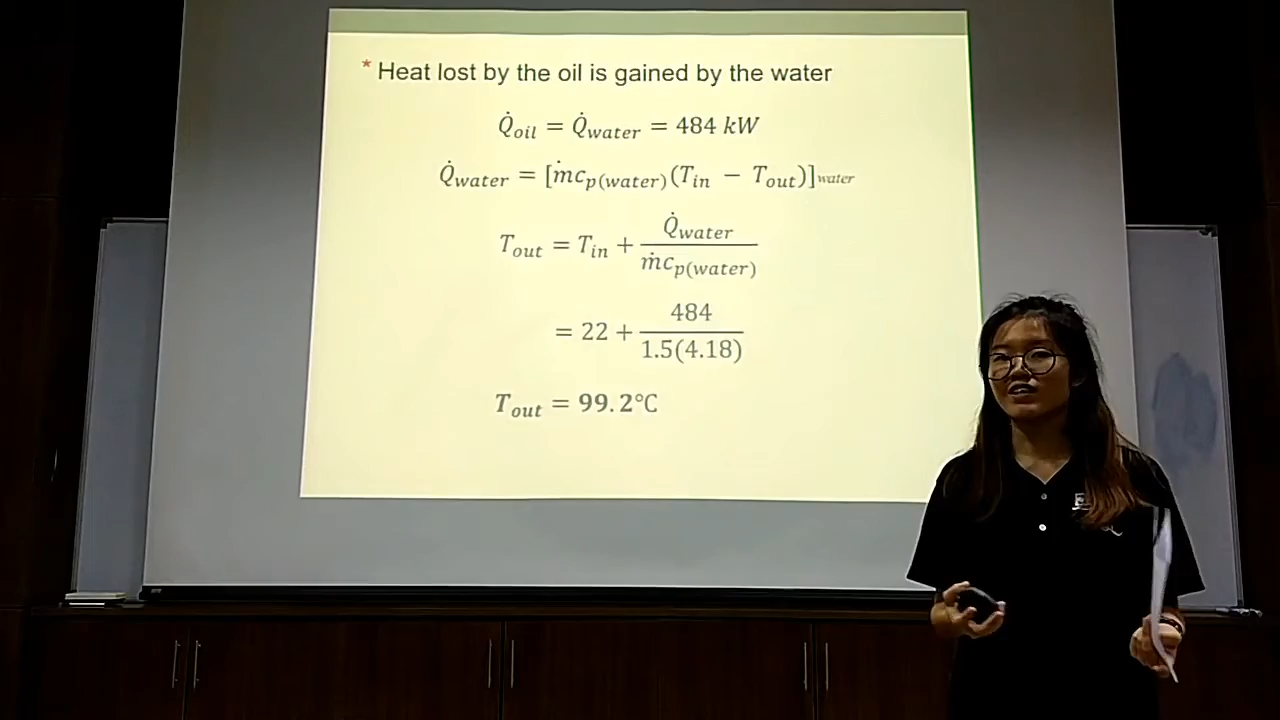 * Heat lost by the oil is gained by the water
Q̇oil = Q̇water = 484 kW
Q̇water = [ṁcp(water)(Tin − Tout)]water
Tout = Tin + Q̇water / ṁcp(water)
= 22 + 484 / 1.5(4.18)
Tout = 99.2℃